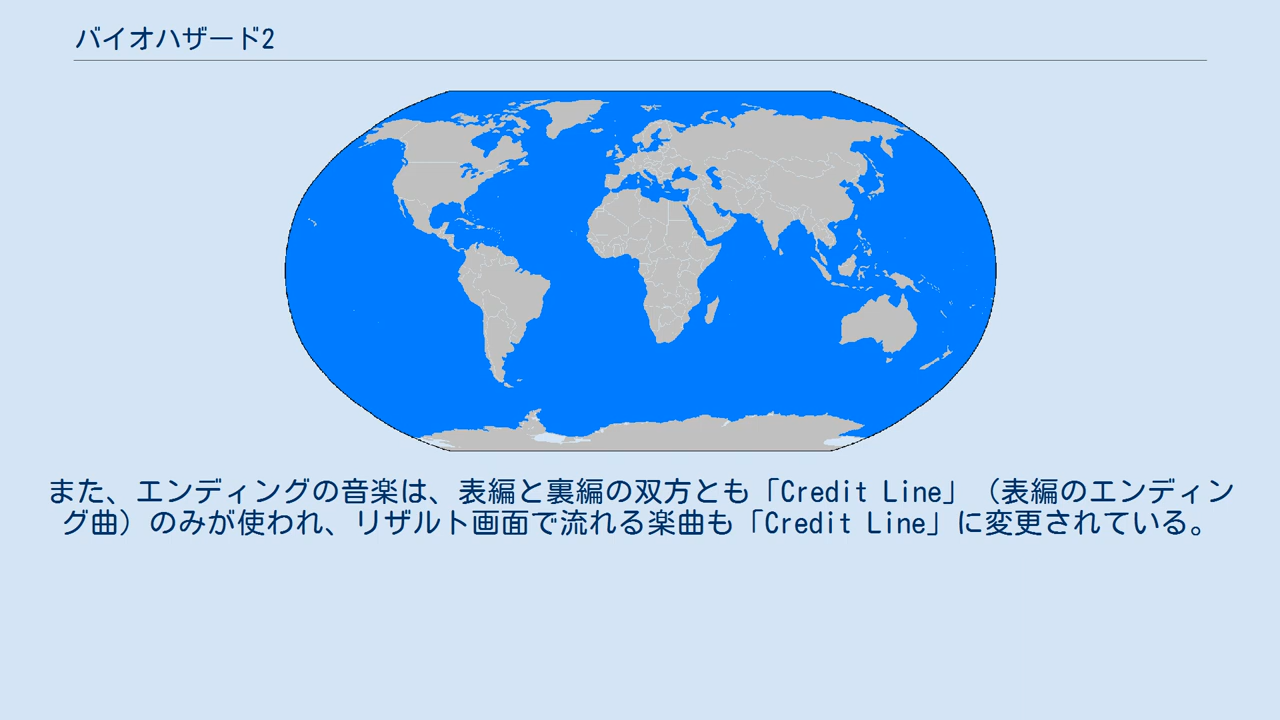 バイオハザード2
また、エンディングの音楽は、表編と裏編の双方とも「Credit Line」（表編のエンディン
グ曲）のみが使われ、リザルト画面で流れる楽曲も「Credit Line」に変更されている。